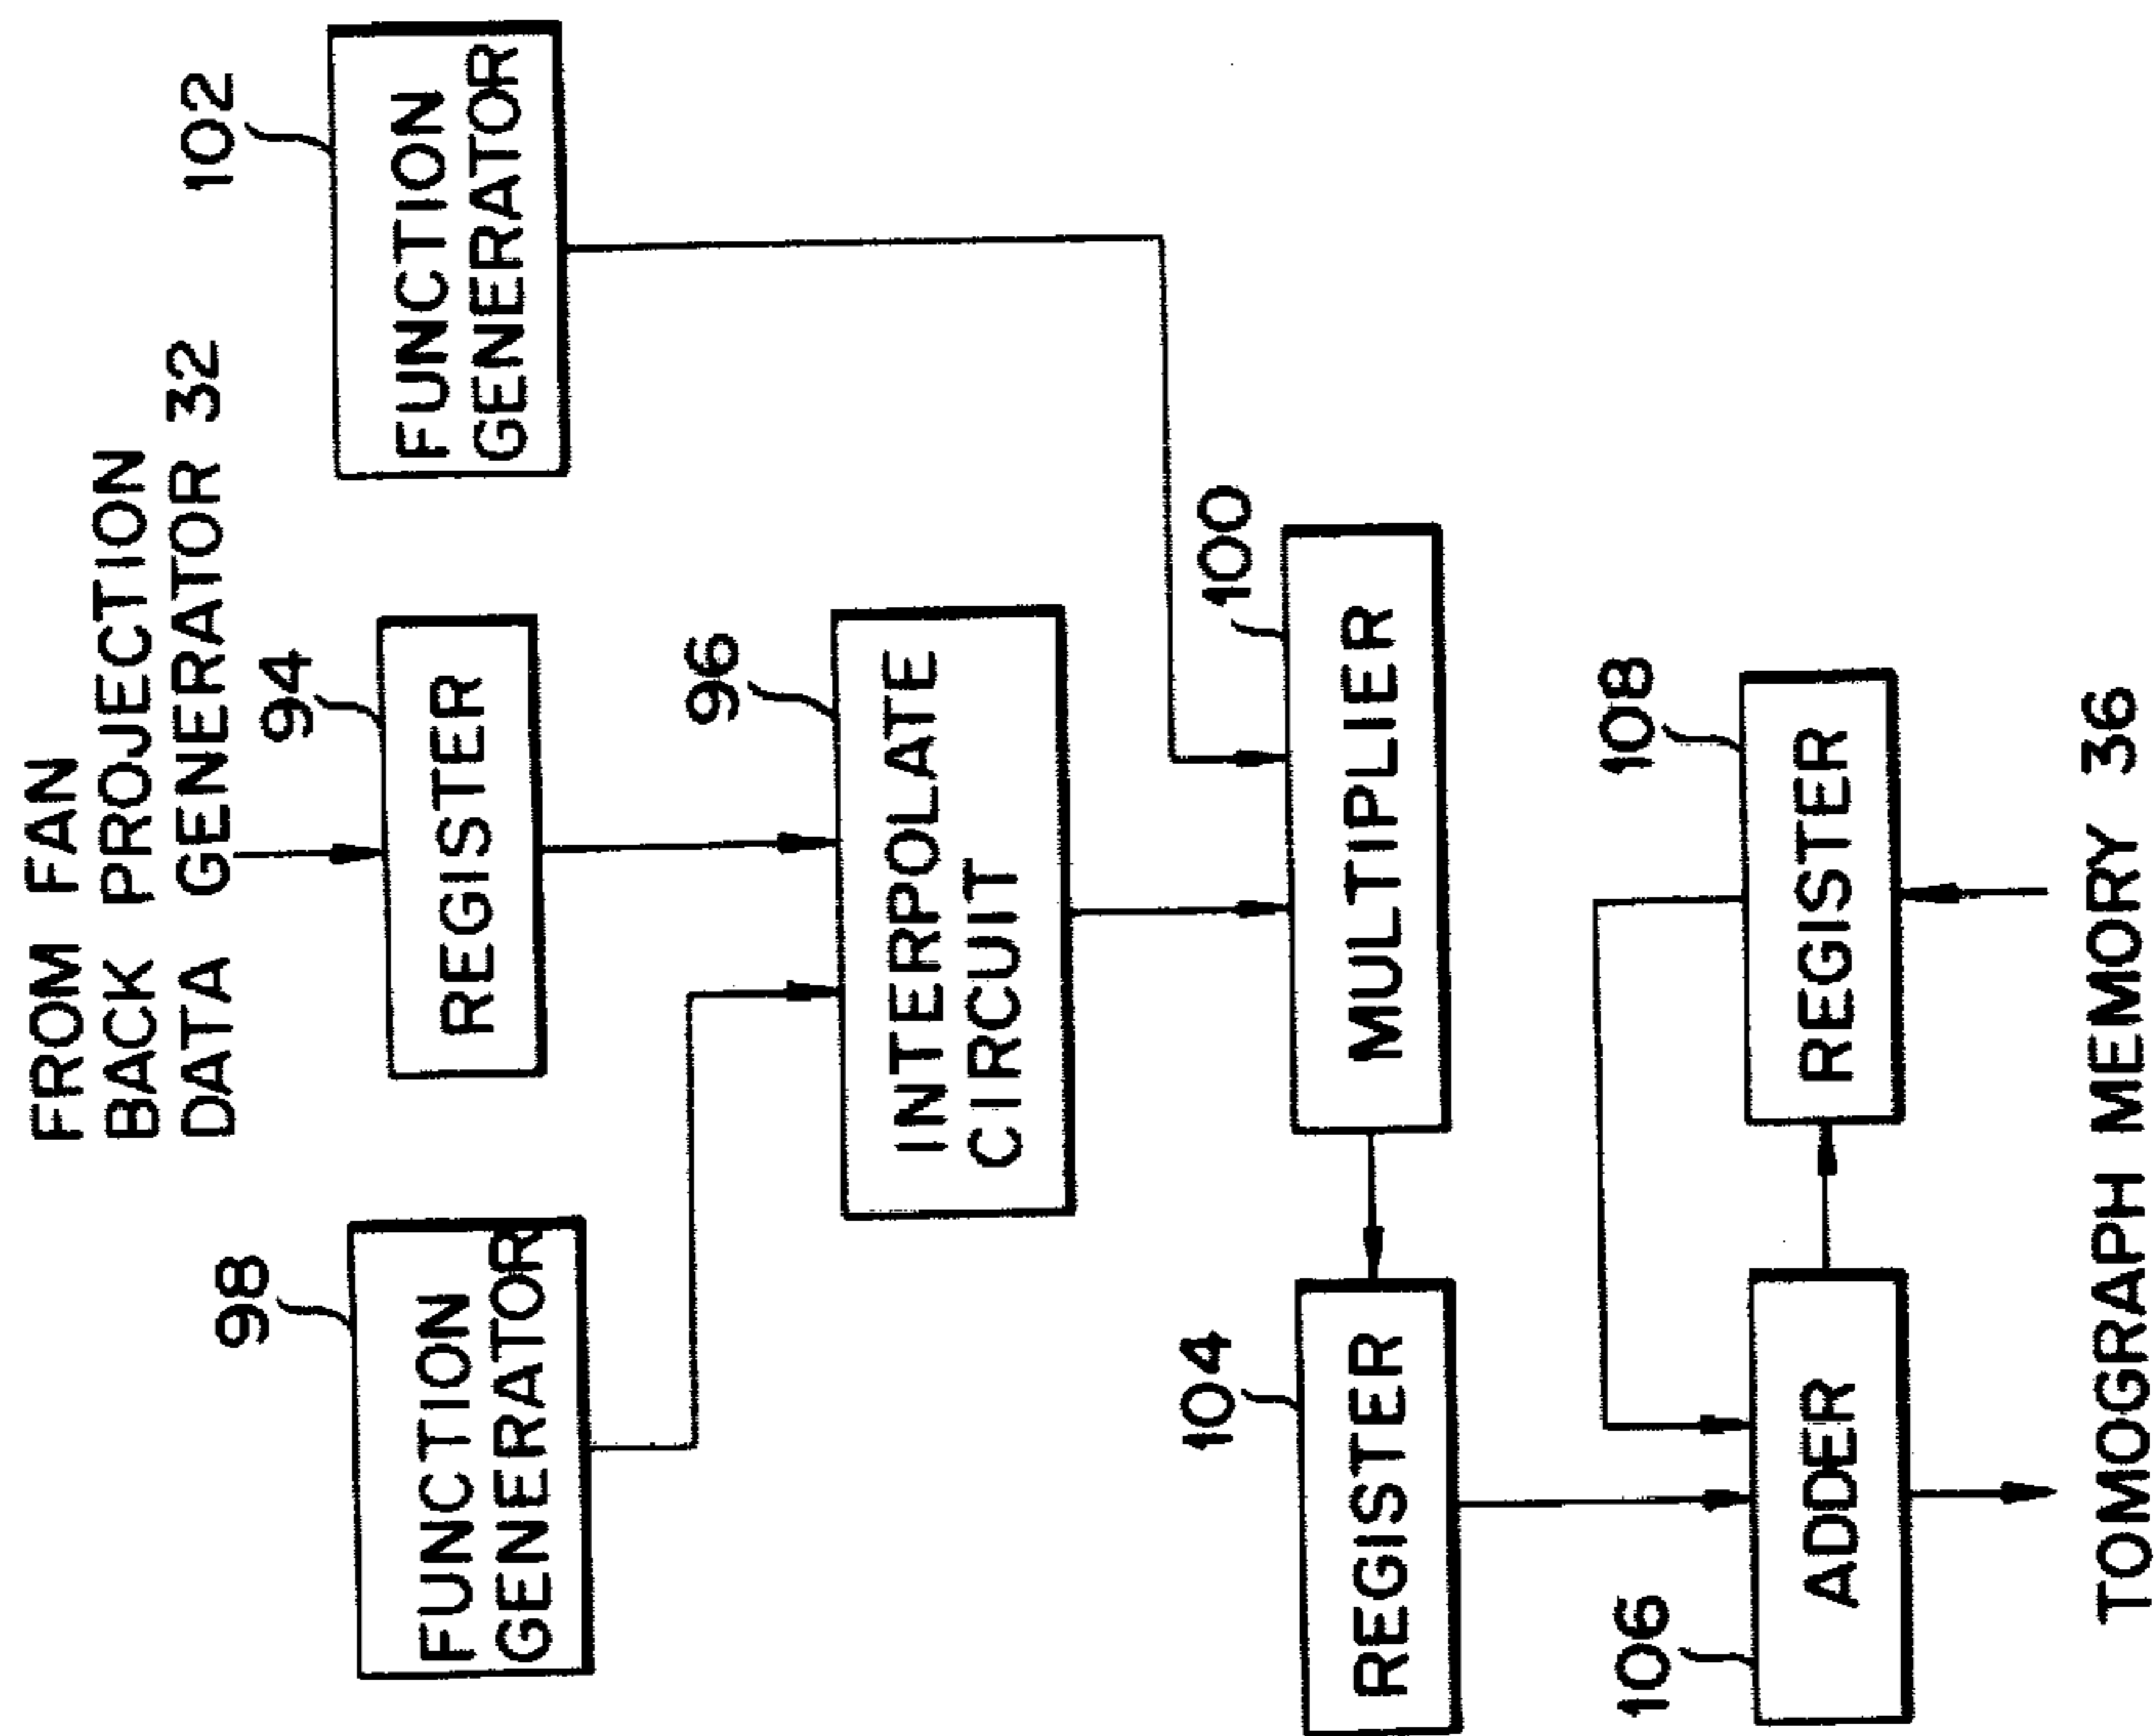 FROM FAN
BACK PROJECTION
DATA GENERATOR 32
98
FUNCTION
GENERATOR
94
REGISTER
102
FUNCTION
GENERATOR
96
INTERPOLATE
CIRCUIT
100
MULTIPLIER
104
REGISTER
106
ADDER
108
REGISTER
TOMOGRAPH MEMORY 36